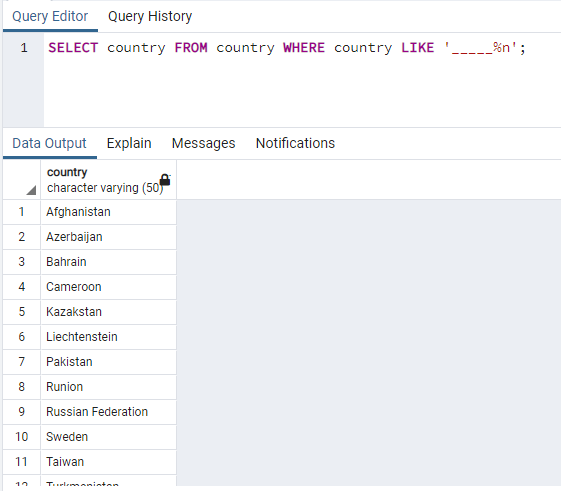 Query Editor Query History
1 SELECT country FROM country WHERE country LIKE '_____%n';
Data Output Explain Messages Notifications
country
character varying (50)
1 Afghanistan
2 Azerbaijan
3 Bahrain
4 Cameroon
5 Kazakstan
6 Liechtenstein
7 Pakistan
8 Runion
9 Russian Federation
10 Sweden
11 Taiwan
12 Turkmenistan